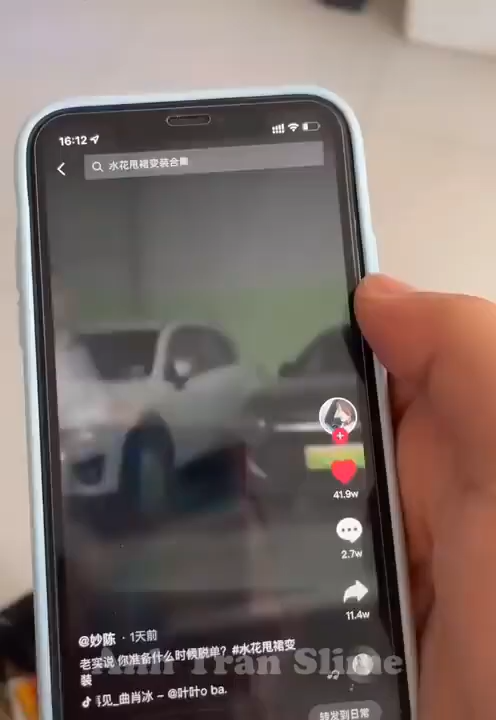 16:12
水花甩裙变装合集
41.9w
2.7w
11.4w
@妙陈 · 1天前
老实说 你准备什么时候脱单？#水花甩裙变
装
见_曲肖冰 – @叶叶o ba.
转发到日常
Anh Tran Slime